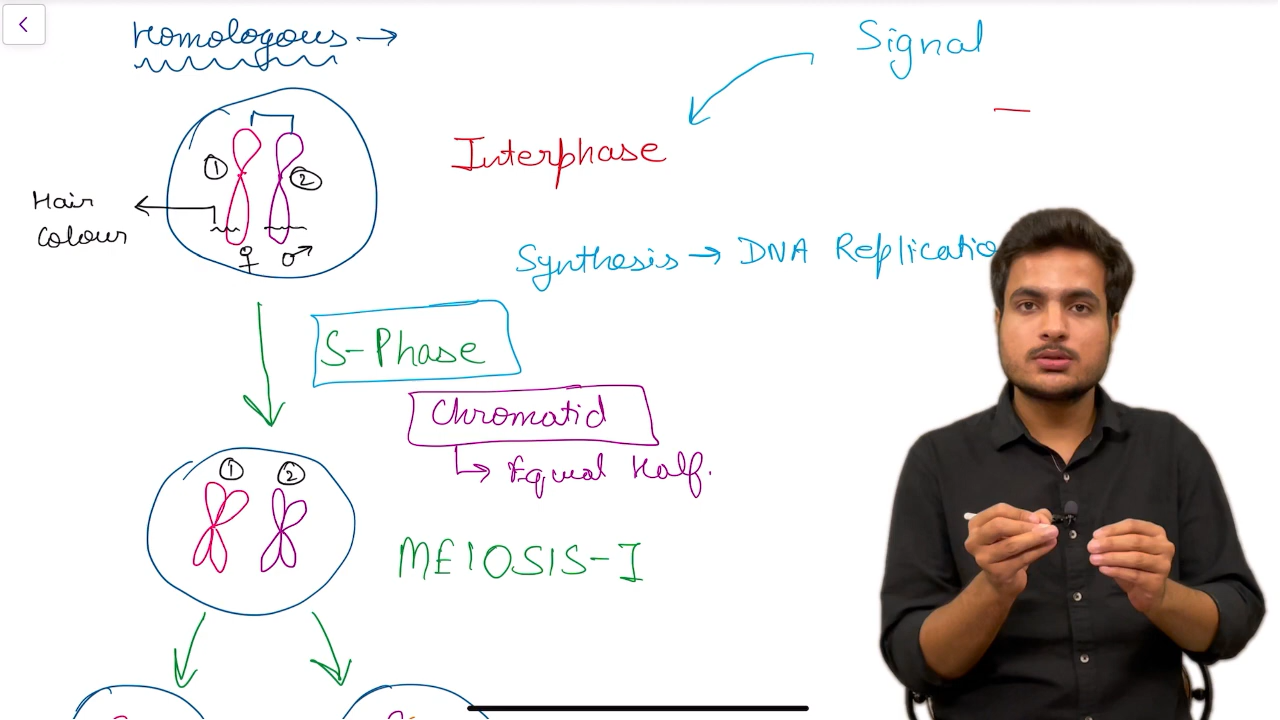 Homologous →
Signal
Interphase
① ②
Hair
Colour
♀ ♂
Synthesis → DNA Replicatio
S-Phase
Chromatid
↳ Equal Half.
① ②
MEIOSIS-I